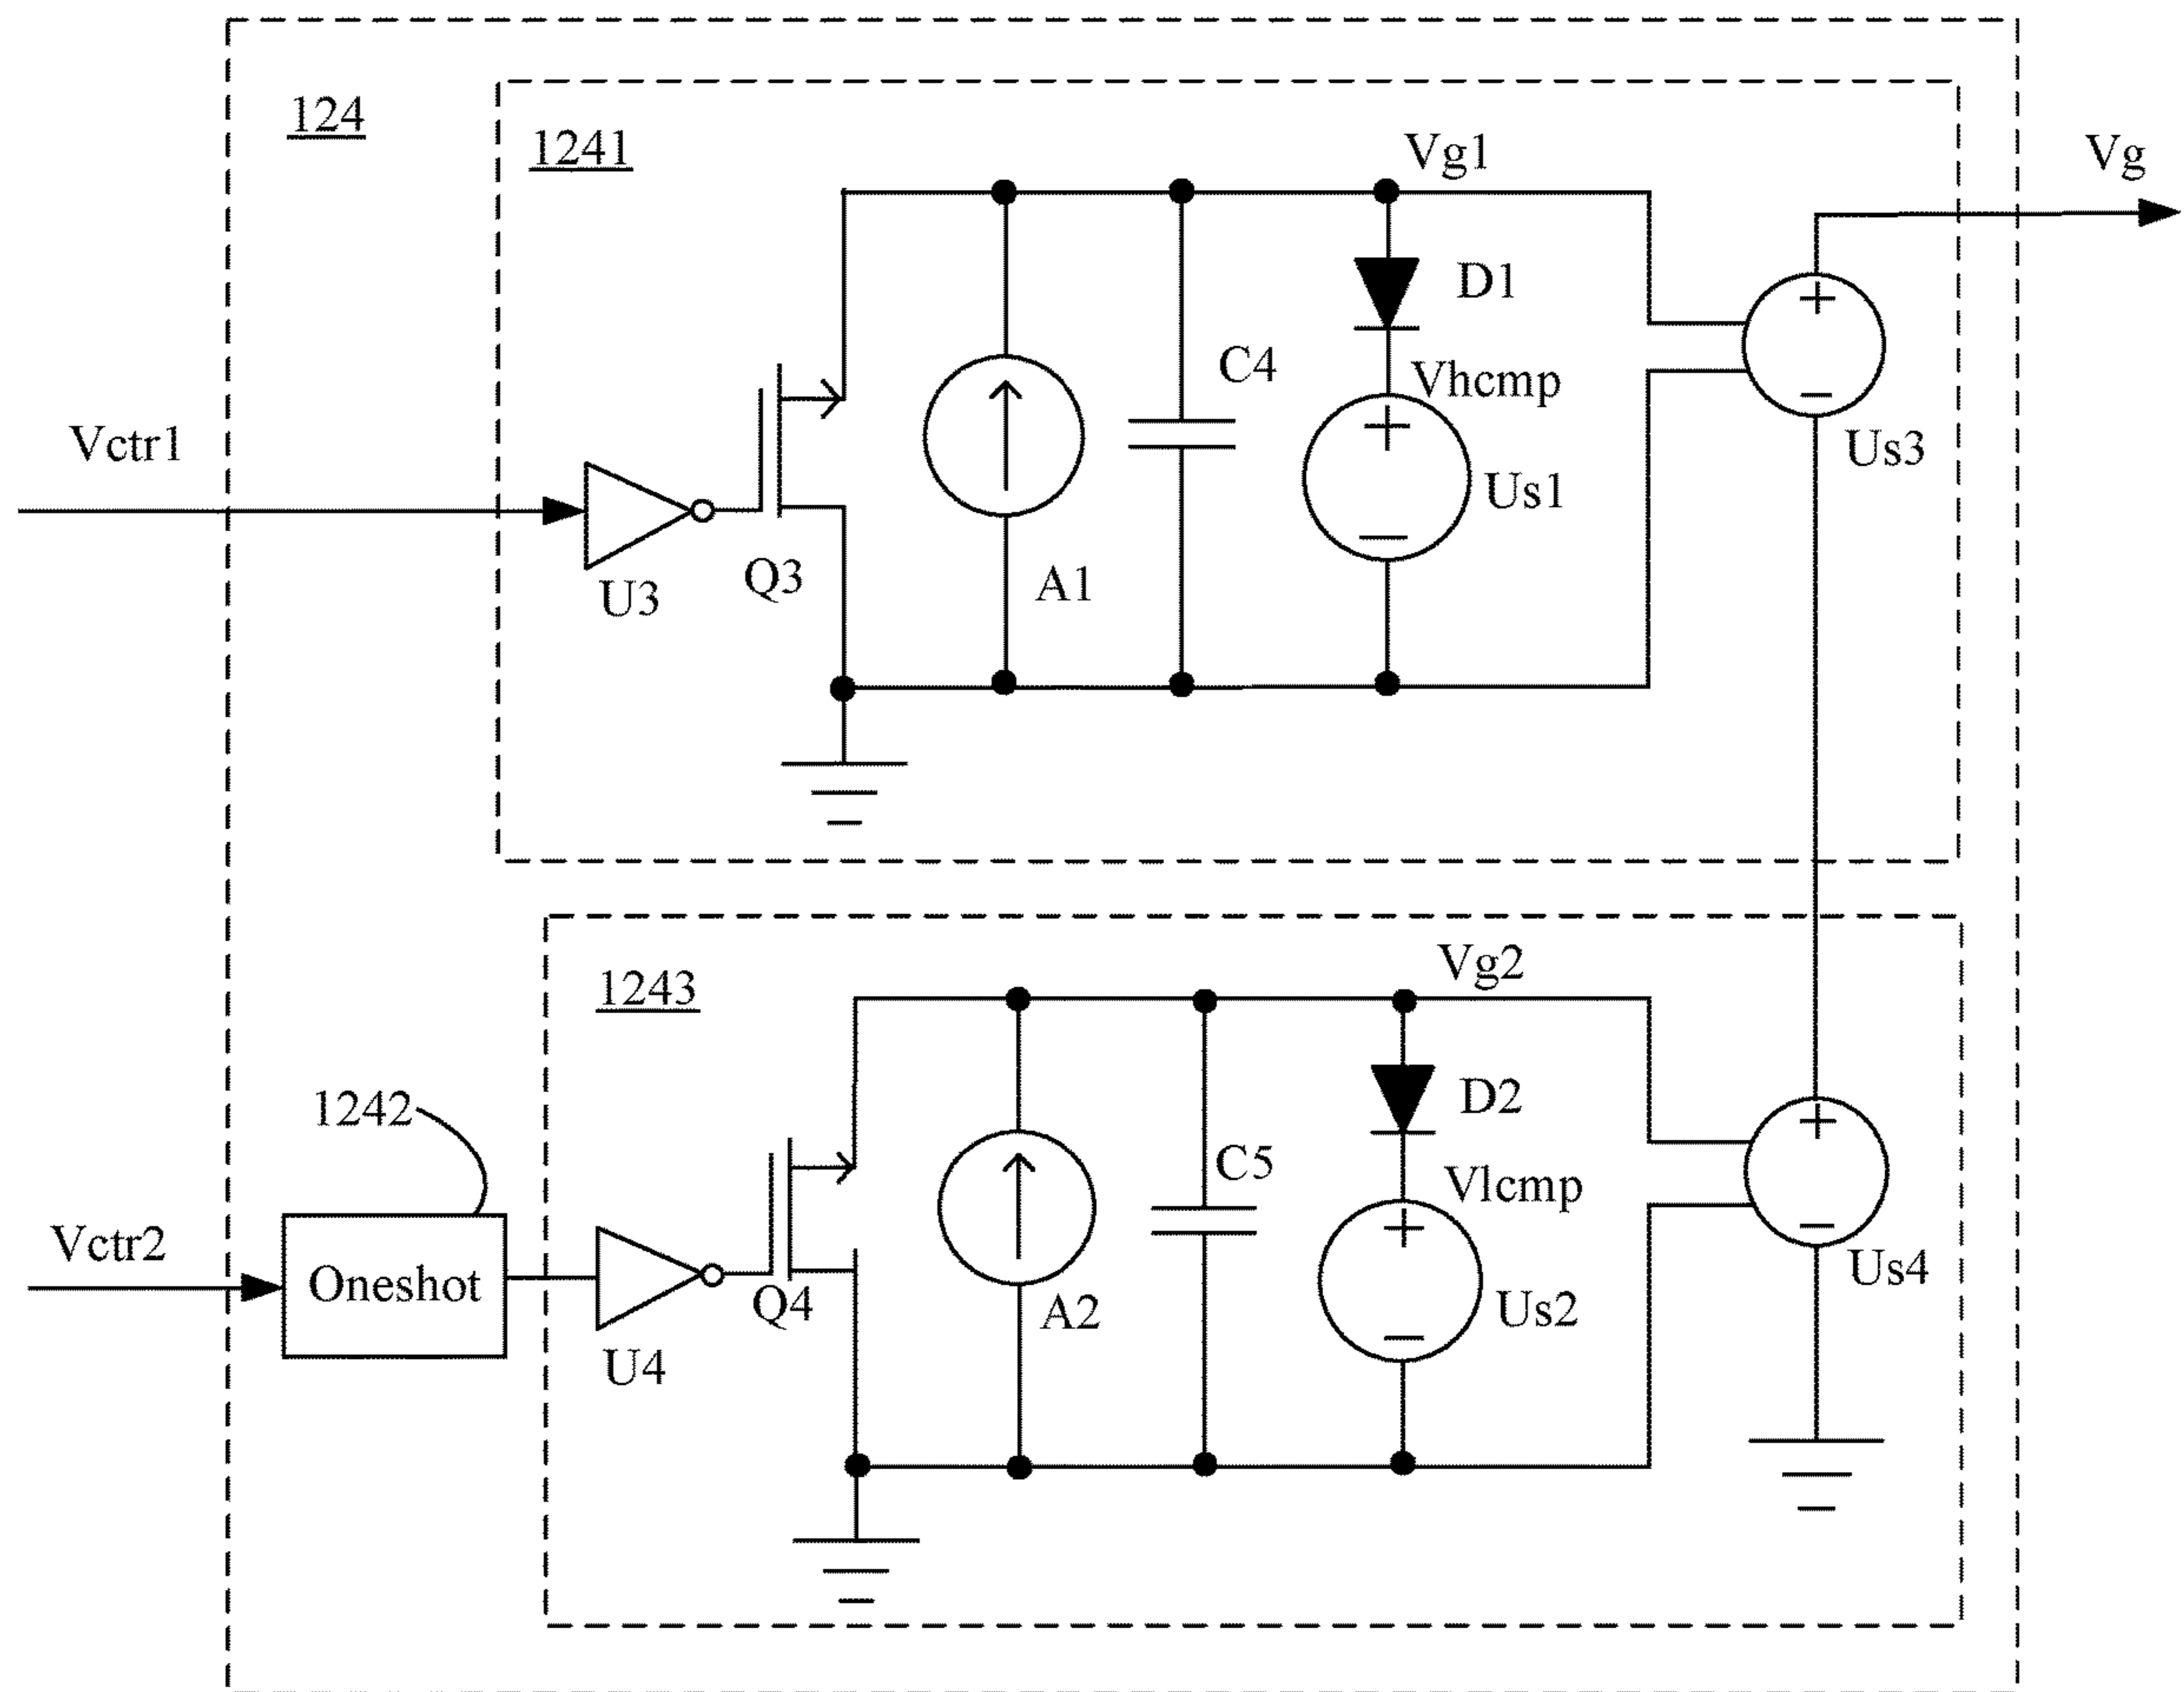 124
1241
Vg1
Vg
D1
C4
Vhcmp
Vctr1
Us3
Us1
Q3
A1
U3
Vg2
1243
D2
1242
C5
Vlcmp
Vctr2
Oneshot
Us4
Q4
A2
Us2
U4